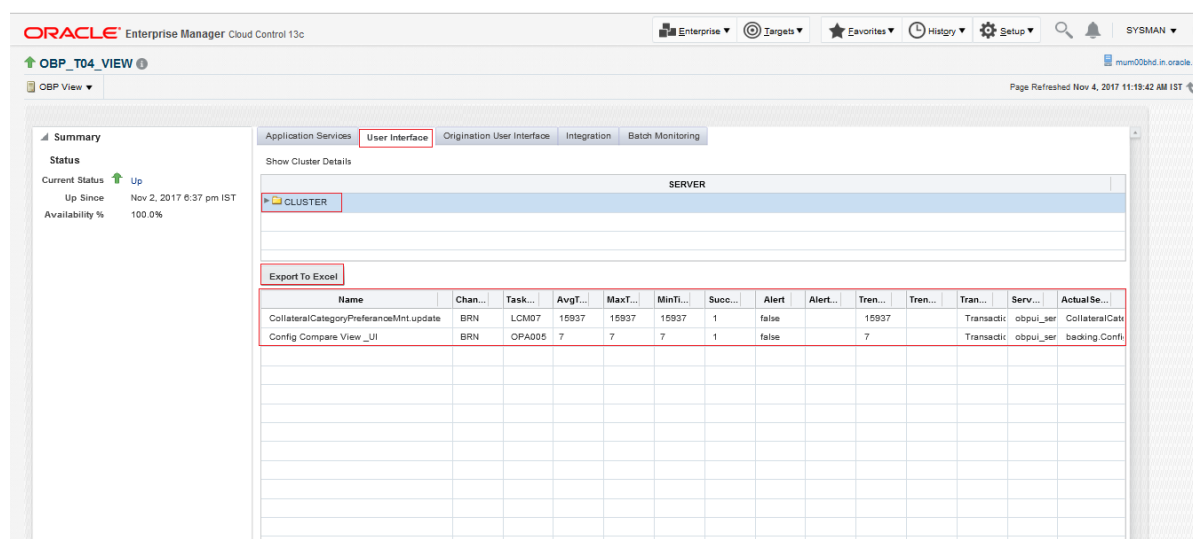 ORACLE Enterprise Manager Cloud Control 13c Enterprise Targets Favorites History Setup SYSMAN
OBP_T04_VIEW mum00bhd.in.oracle.
OBP View Page Refreshed Nov 4, 2017 11:19:42 AM IST
Summary
Status
Current Status Up
Up Since Nov 2, 2017 6:37 pm IST
Availability % 100.0%
Application Services User Interface Origination User Interface Integration Batch Monitoring
Show Cluster Details
SERVER
CLUSTER
Export To Excel
Name Chan... Task... AvgT... MaxT... MinTi... Succ... Alert Alert... Tren... Tren... Tran... Serv... ActualSe...
CollateralCategoryPreferanceMnt.update BRN LCM07 15937 15937 15937 1 false 15937 Transactic obpui_ser CollateralCate
Config Compare View _UI BRN OPA005 7 7 7 1 false 7 Transactic obpui_ser backing.Confi